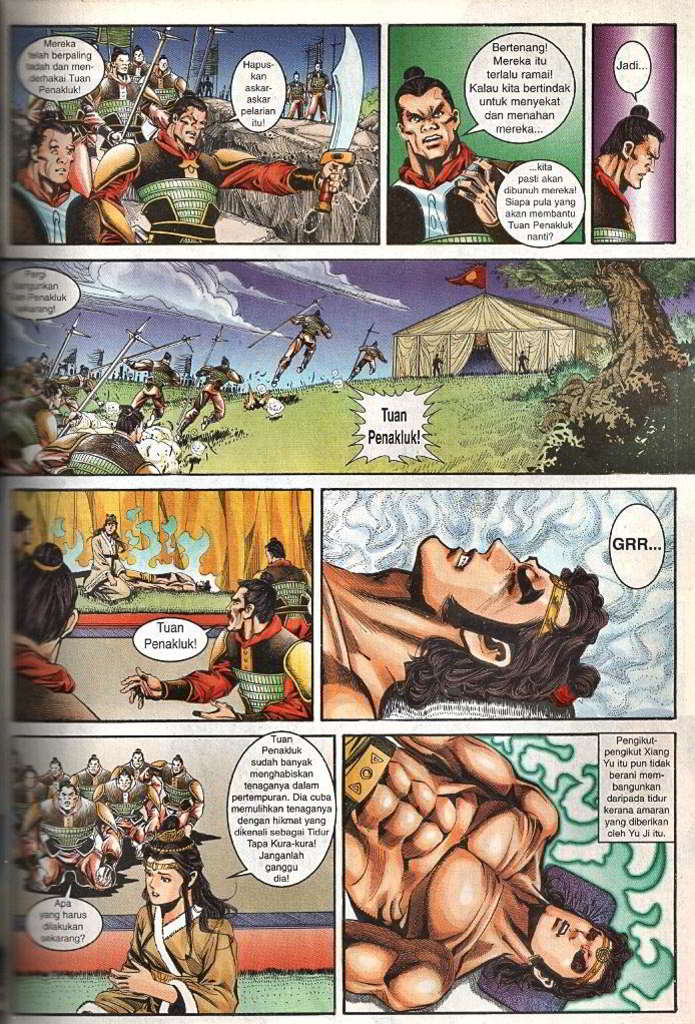 Mereka
telah berpaling
tadah dan men-
derhakai Tuan
Penakluk!
Hapus-
kan
askar-
askar
pelarian
itu!
Bertenang!
Mereka itu
terlalu ramai!
Kalau kita bertindak
untuk menyekat
dan menahan
mereka...
...kita
pasti akan
dibunuh mereka!
Siapa pula yang
akan membantu
Tuan Penakluk
nanti?
Jadi...
Pergi
bangunkan
Tuan Penakluk
sekarang!
Tuan
Penakluk!
Tuan
Penakluk!
GRR...
Tuan
Penakluk
sudah banyak
menghabiskan
tenaganya dalam
pertempuran. Dia cuba
memulihkan tenaganya
dengan hikmat yang
dikenali sebagai Tidur
Tapa Kura-kura!
Janganlah
ganggu
dia!
Apa
yang harus
dilakukan
sekarang?
Pengikut-
pengikut Xiang
Yu itu pun tidak
berani mem-
bangunkan
daripada tidur
kerana amaran
yang diberikan
oleh Yu Ji itu.